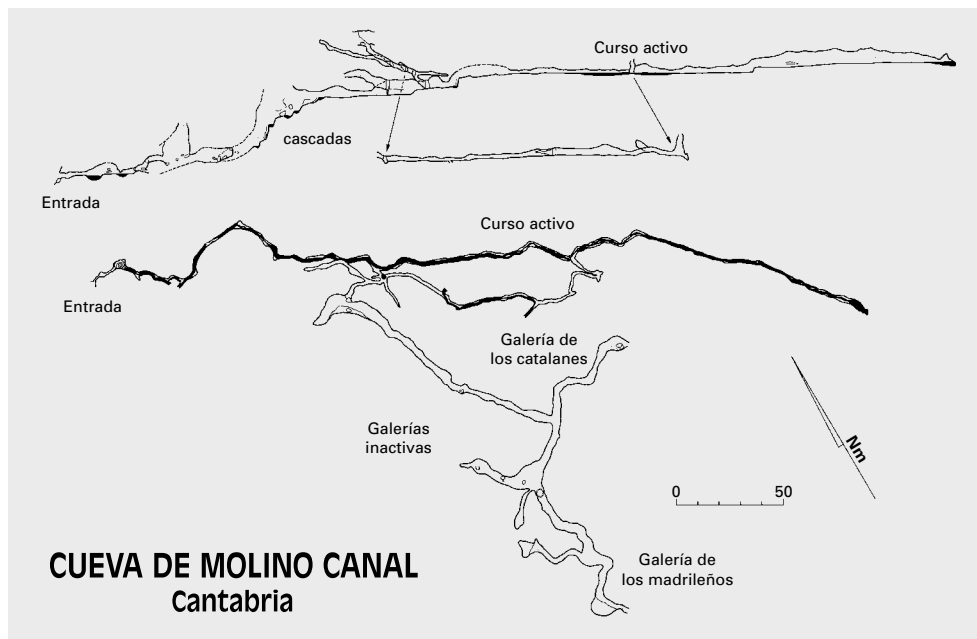 Curso activo
cascadas
Entrada
Curso activo
Entrada
Galería de
los catalanes
Galerías
inactivas
Nm
0 50
Galería de
los madrileños
CUEVA DE MOLINO CANAL
Cantabria